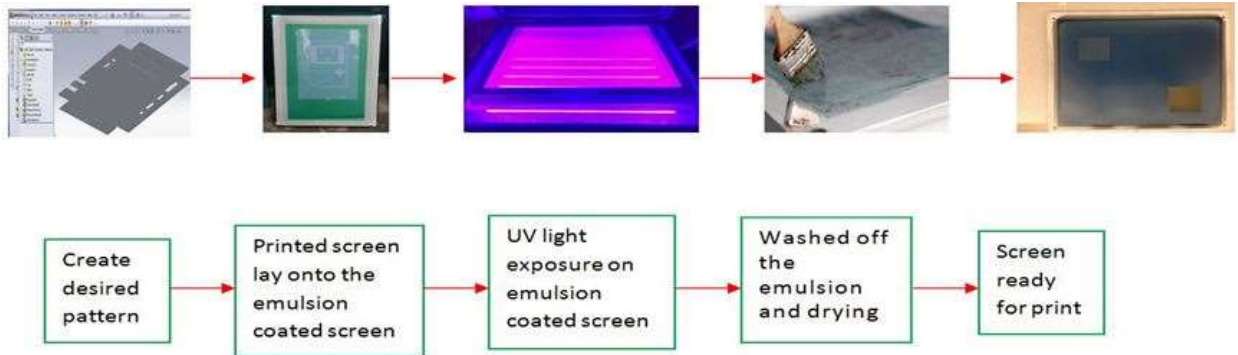 Create
desired
pattern
Printed screen
lay onto the
emulsion
coated screen
UV light
exposure on
emulsion
coated screen
Washed off
the
emulsion
and drying
Screen
ready
for print